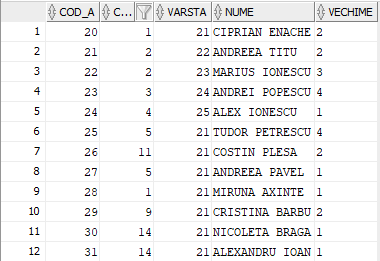 COD_A C... VARSTA NUME VECHIME
1 20 1 21 CIPRIAN ENACHE 2
2 21 2 22 ANDREEA TITU 2
3 22 2 23 MARIUS IONESCU 3
4 23 3 24 ANDREI POPESCU 4
5 24 4 25 ALEX IONESCU 1
6 25 5 21 TUDOR PETRESCU 4
7 26 11 21 COSTIN PLESA 2
8 27 5 21 ANDREEA PAVEL 1
9 28 1 21 MIRUNA AXINTE 1
10 29 9 21 CRISTINA BARBU 2
11 30 14 21 NICOLETA BRAGA 1
12 31 14 21 ALEXANDRU IOAN 1